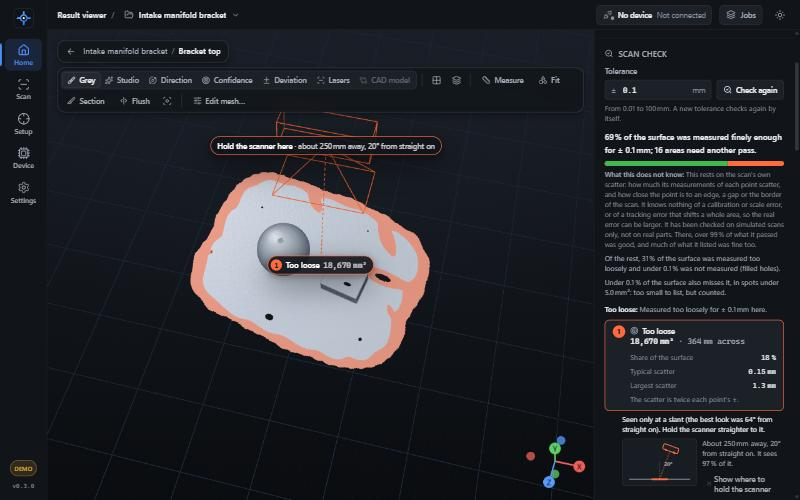 Result viewer / Intake manifold bracket
No device Not connected
Jobs
Home
Scan
Setup
Device
Settings
DEMO
v0.3.0
Intake manifold bracket / Bracket top
Grey Studio Direction Confidence Deviation Lasers CAD model Measure Fit
Section Flush Edit mesh...
Hold the scanner here · about 250 mm away, 20° from straight on
1 Too loose 18,670 mm²
Y
X
Z
SCAN CHECK
Tolerance
± 0.1 mm Check again
From 0.01 to 100 mm. A new tolerance checks again by
itself.
69 % of the surface was measured finely enough
for ± 0.1 mm; 16 areas need another pass.
What this does not know: This rests on the scan's own
scatter: how much its measurements of each point scatter,
and how close the point is to an edge, a gap or the border
of the scan. It knows nothing of a calibration or scale error,
or of a tracking error that shifts a whole area, so the real
error can be larger. It has been checked on simulated scans
only, not on real parts. There, over 99 % of what it passed
was good, and much of what it listed was fine too.
Of the rest, 31 % of the surface was measured too
loosely and under 0.1 % was not measured (filled holes).
Under 0.1 % of the surface also misses it, in spots under
5.0 mm²: too small to list, but counted.
Too loose: Measured too loosely for ± 0.1 mm here.
1 Too loose
18,670 mm² · 364 mm across
Share of the surface 18 %
Typical scatter 0.15 mm
Largest scatter 1.3 mm
The scatter is twice each point's ±.
Seen only at a slant (the best look was 64° from
straight on). Hold the scanner straighter to it.
20°
About 250 mm away, 20°
from straight on. It sees
97 % of it.
Show where to
hold the scanner